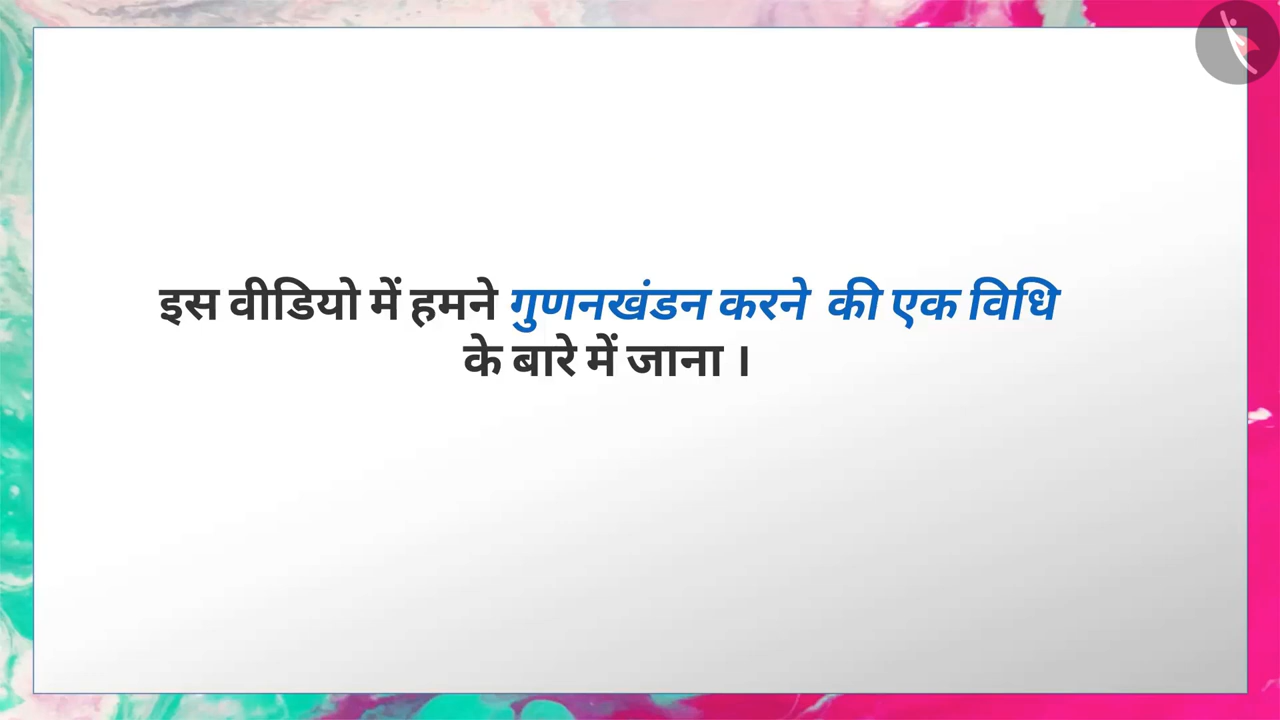 इस वीडियो में हमने गुणनखंडन करने की एक विधि
के बारे में जाना ।